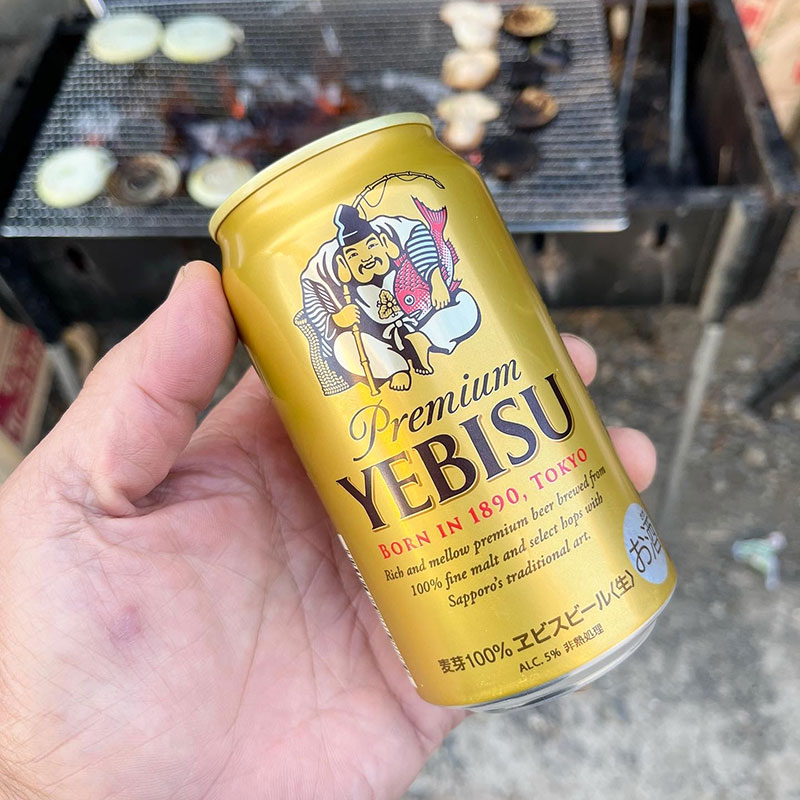 Premium
YEBISU
BORN IN 1890, TOKYO
Rich and mellow premium beer brewed from
100% fine malt and select hops with
Sapporo's traditional art.
お酒
麦芽100% ヱビスビール〈生〉
ALC. 5% 非熱処理